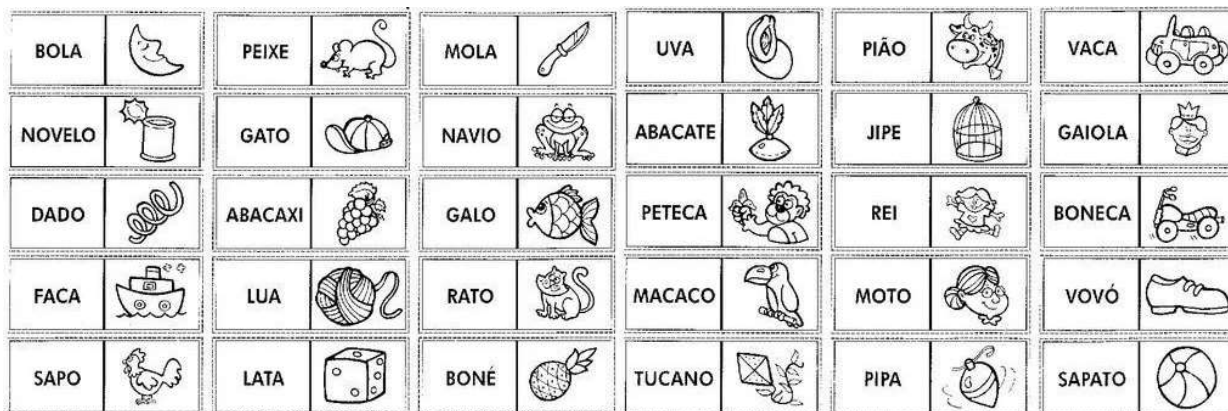 BOLA
PEIXE
MOLA
UVA
PIÃO
VACA
NOVELO
GATO
NAVIO
ABACATE
JIPE
GAIOLA
DADO
ABACAXI
GALO
PETECA
REI
BONECA
FACA
LUA
RATO
MACACO
MOTO
VOVÓ
SAPO
LATA
BONÉ
TUCANO
PIPA
SAPATO